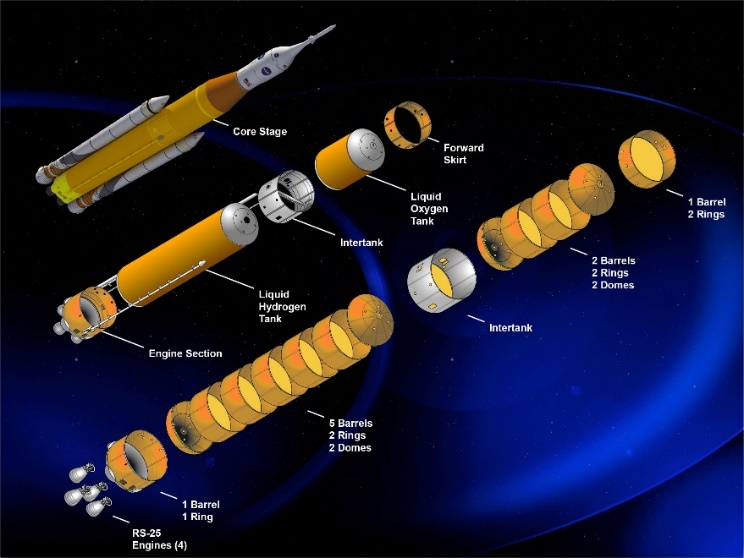 Core Stage
Forward
Skirt
Liquid
Oxygen
Tank
Intertank
Liquid
Hydrogen
Tank
Engine Section
1 Barrel
2 Rings
2 Barrels
2 Rings
2 Domes
Intertank
5 Barrels
2 Rings
2 Domes
1 Barrel
1 Ring
RS-25
Engines (4)